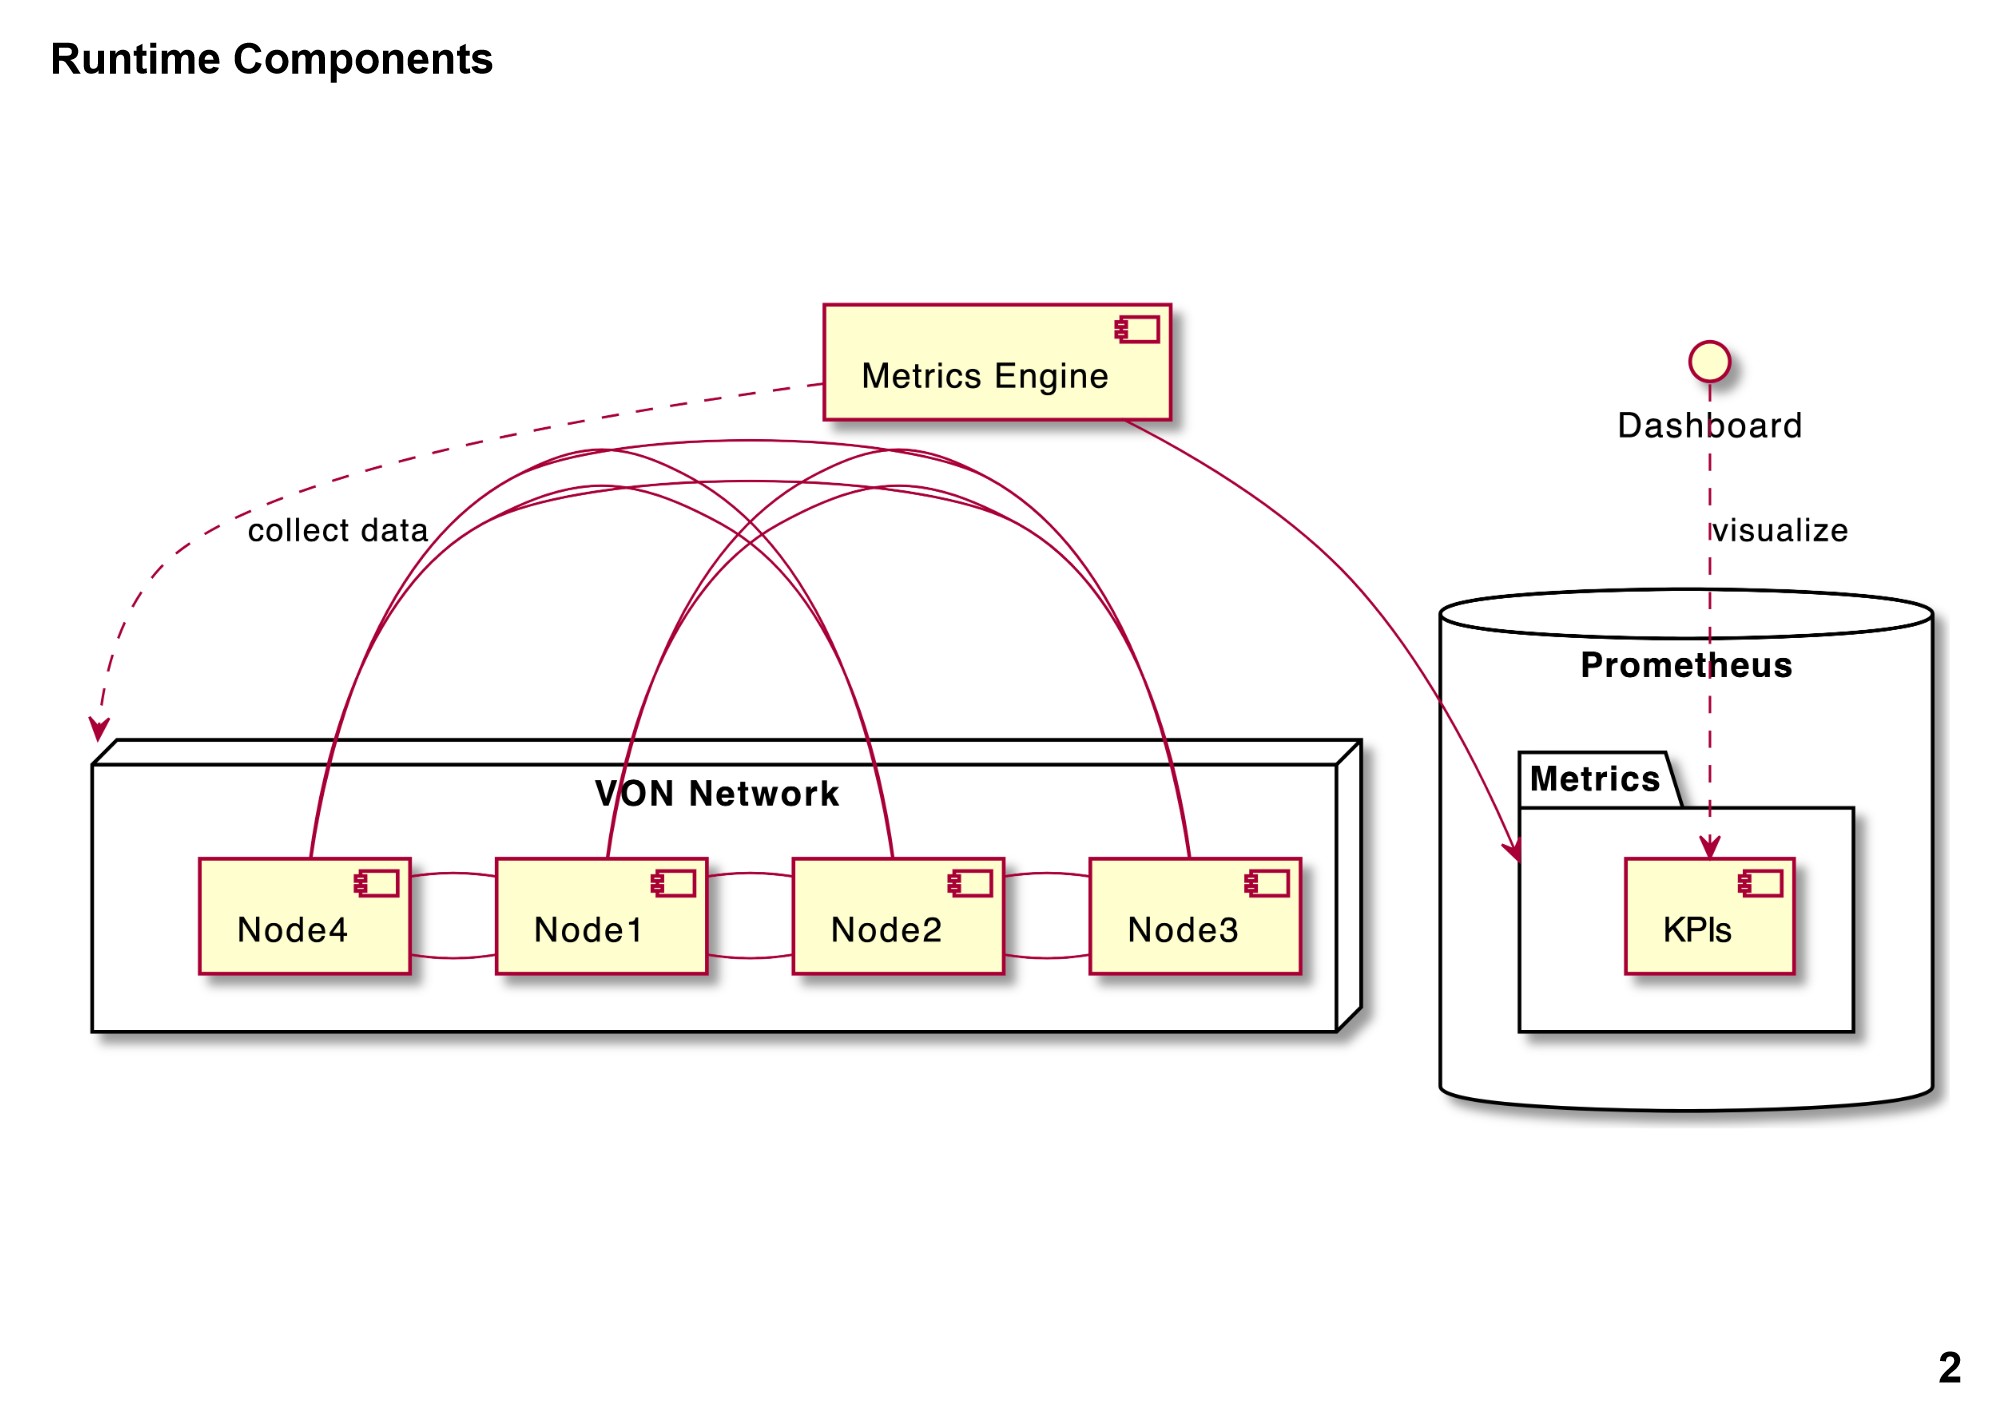 Runtime Components
Metrics Engine
Dashboard
collect data
visualize
Prometheus
VON Network
Metrics
Node4
Node1
Node2
Node3
KPIs
2